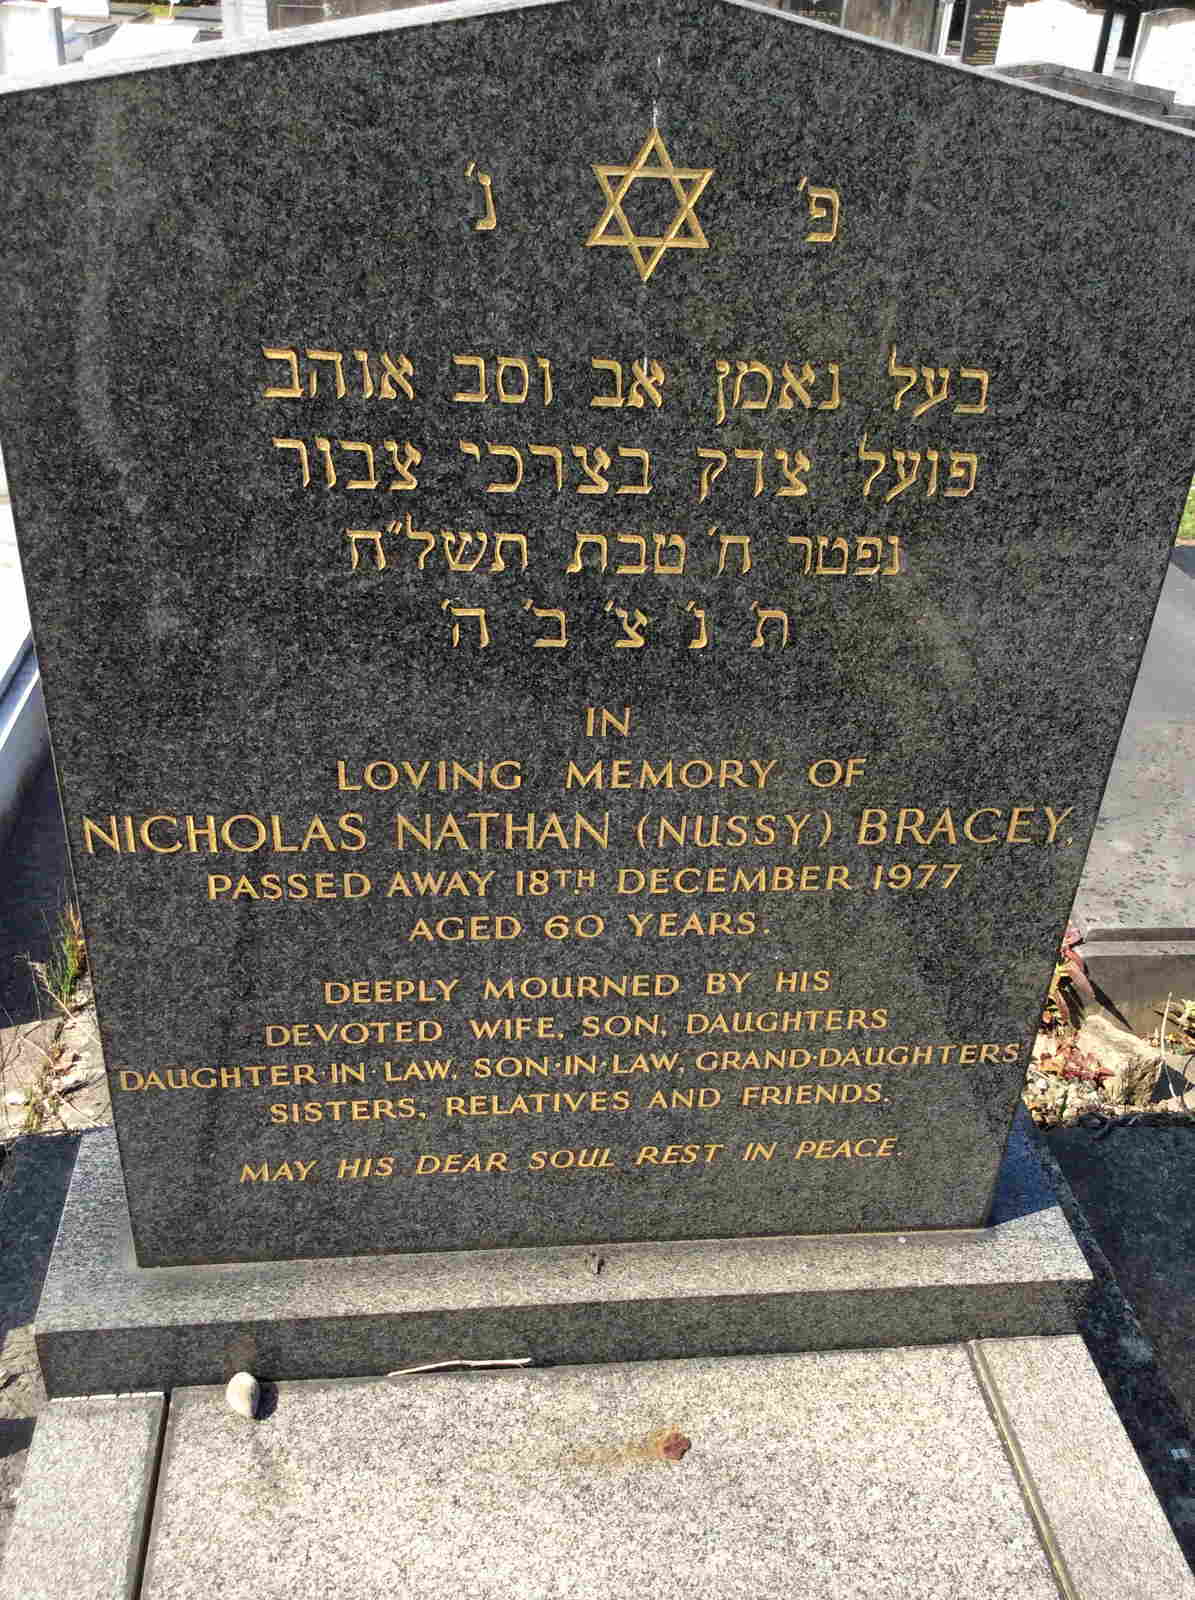 פ׳ נ׳
בעל נאמן אב וסב אוהב
פועל צדק בצרכי צבור
נפטר ח׳ טבת תשל״ח
ת׳ נ׳ צ׳ ב׳ ה׳
IN
LOVING MEMORY OF
NICHOLAS NATHAN (NUSSY) BRACEY,
PASSED AWAY 18TH DECEMBER 1977
AGED 60 YEARS.
DEEPLY MOURNED BY HIS
DEVOTED WIFE, SON, DAUGHTERS
DAUGHTER·IN·LAW, SON·IN·LAW, GRAND·DAUGHTERS
SISTERS, RELATIVES AND FRIENDS.
MAY HIS DEAR SOUL REST IN PEACE.